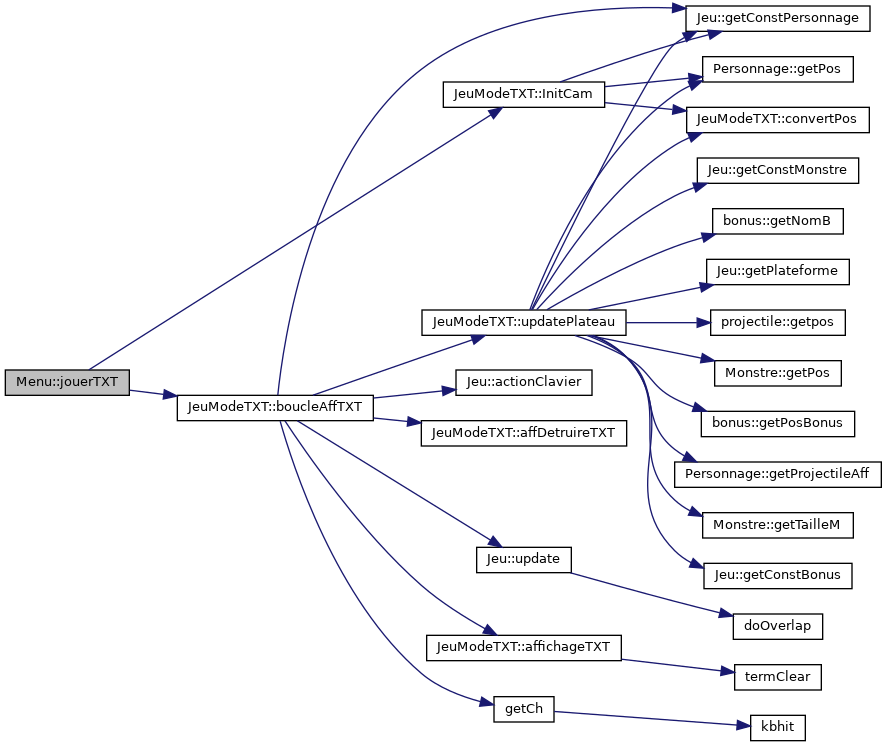 Jeu::getConstPersonnage
Personnage::getPos
JeuModeTXT::InitCam
JeuModeTXT::convertPos
Jeu::getConstMonstre
bonus::getNomB
Jeu::getPlateforme
JeuModeTXT::updatePlateau
projectile::getpos
Monstre::getPos
Menu::jouerTXT
Jeu::actionClavier
JeuModeTXT::boucleAffTXT
bonus::getPosBonus
JeuModeTXT::affDetruireTXT
Personnage::getProjectileAff
Monstre::getTailleM
Jeu::update
Jeu::getConstBonus
doOverlap
JeuModeTXT::affichageTXT
termClear
getCh
kbhit